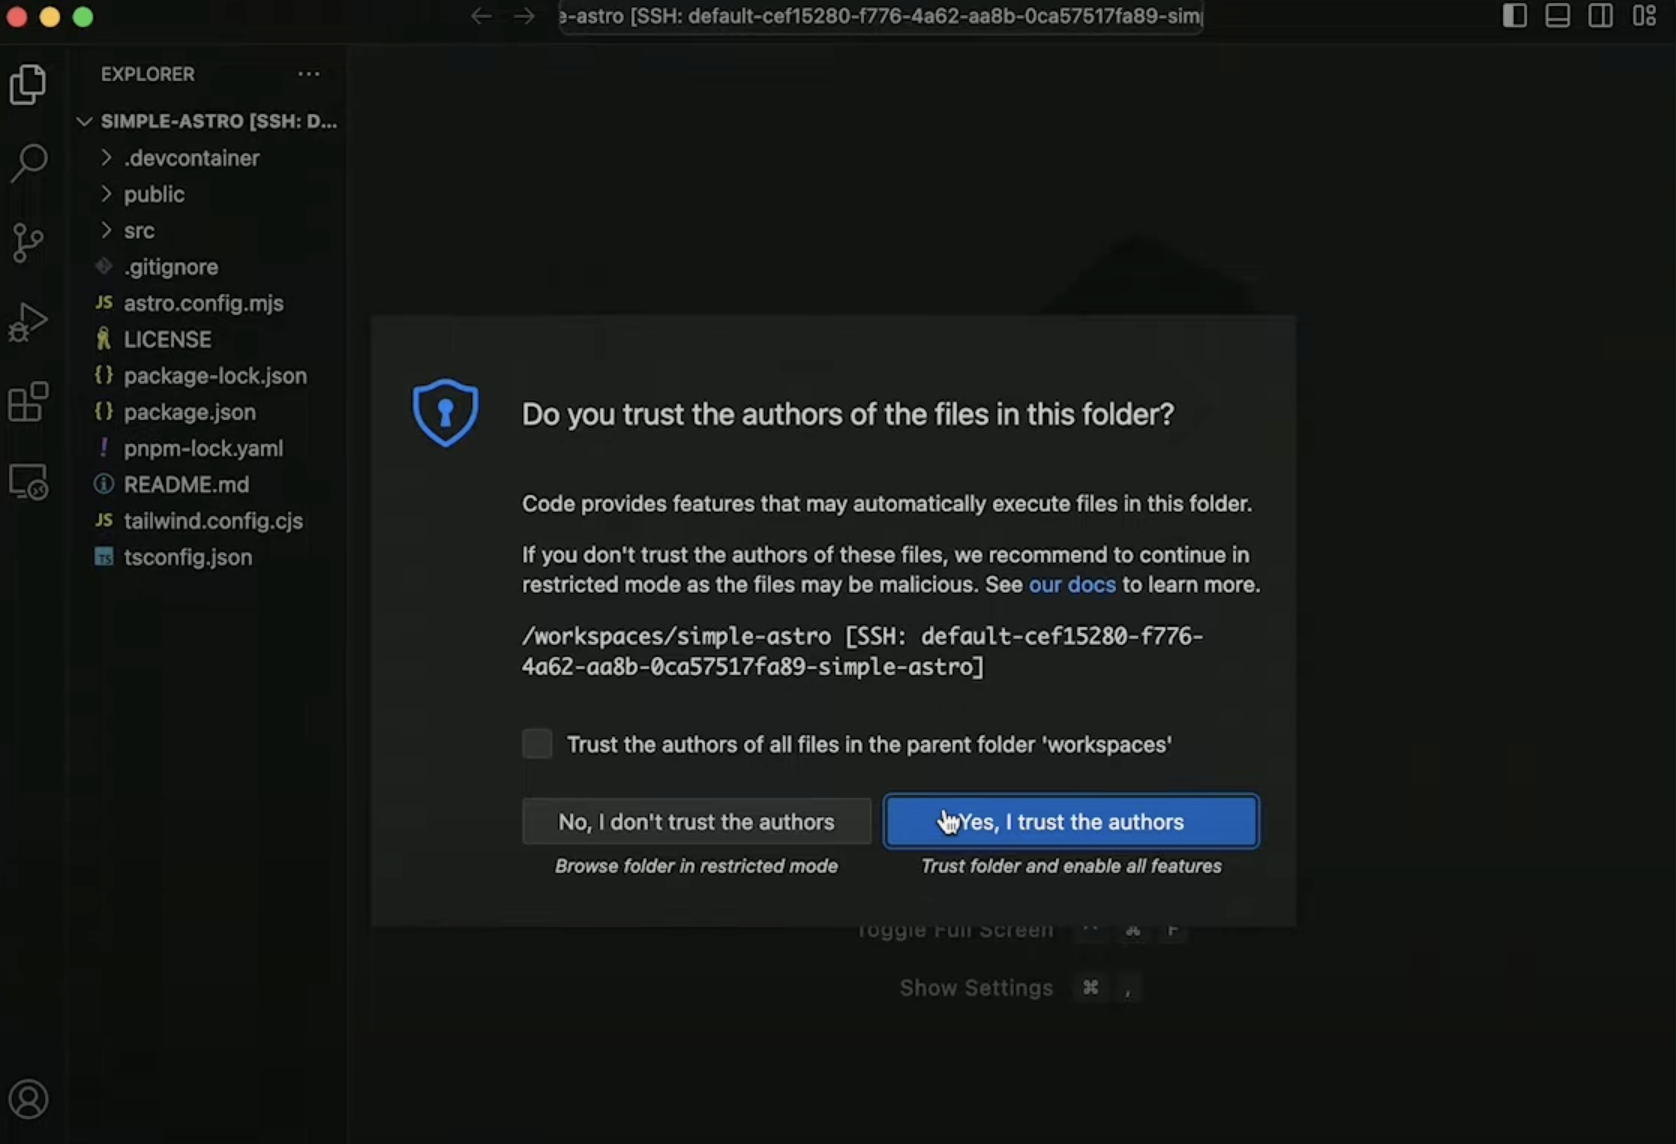 e-astro [SSH: default-cef15280-f776-4a62-aa8b-0ca57517fa89-sim
EXPLORER
SIMPLE-ASTRO [SSH: D...
.devcontainer
public
src
.gitignore
JS astro.config.mjs
LICENSE
{} package-lock.json
{} package.json
! pnpm-lock.yaml
README.md
JS tailwind.config.cjs
TS tsconfig.json
Do you trust the authors of the files in this folder?
Code provides features that may automatically execute files in this folder.
If you don't trust the authors of these files, we recommend to continue in
restricted mode as the files may be malicious. See our docs to learn more.
/workspaces/simple-astro [SSH: default-cef15280-f776-
4a62-aa8b-0ca57517fa89-simple-astro]
Trust the authors of all files in the parent folder 'workspaces'
No, I don't trust the authors
Yes, I trust the authors
Browse folder in restricted mode
Trust folder and enable all features
Toggle Full Screen ^ ⌘ F
Show Settings ⌘ ,